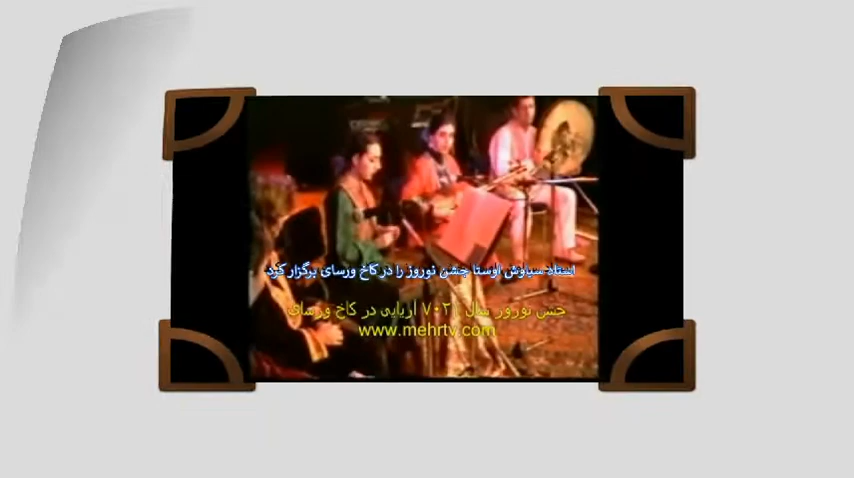 استاد سیاوش اوستا جشن نوروز را در کاخ ورسای برگزار کرد
جشن نوروز سال ۷۰۳۱ آریایی در کاخ ورسای
www.mehrtv.com